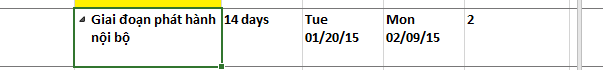 Giai đoạn phát hành 14 days Tue Mon 2
nội bộ 01/20/15 02/09/15